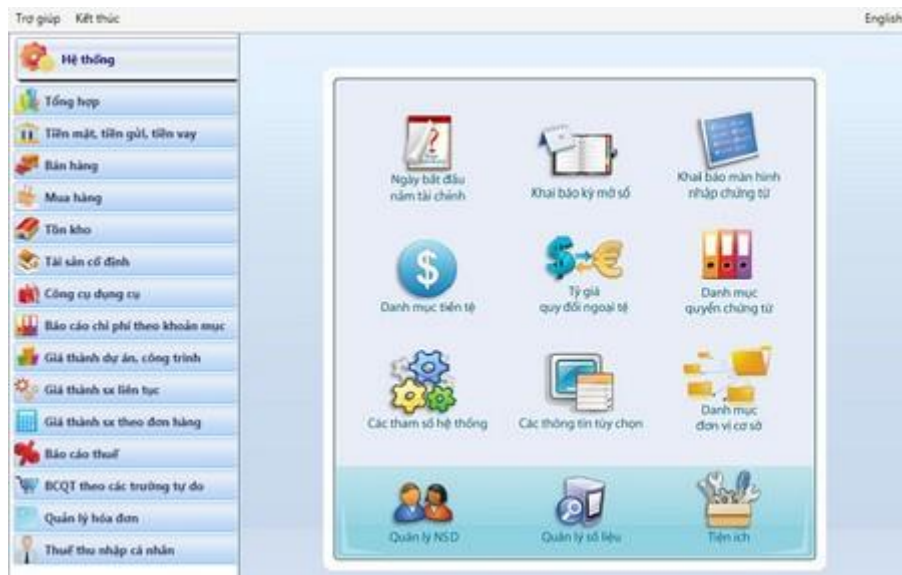 Trợ giúp Kết thúc English
Hệ thống
Tổng hợp
Tiền mặt, tiền gửi, tiền vay
Bán hàng
Mua hàng
Tồn kho
Tài sản cố định
Công cụ dụng cụ
Báo cáo chi phí theo khoản mục
Giá thành dự án, công trình
Giá thành sx liên tục
Giá thành sx theo đơn hàng
Báo cáo thuế
BCQT theo các trường tự do
Quản lý hóa đơn
Thuế thu nhập cá nhân
Ngày bắt đầu
năm tài chính
Khai báo kỳ mở sổ
Khai báo màn hình
nhập chứng từ
Danh mục tiền tệ
Tỷ giá
quy đổi ngoại tệ
Danh mục
quyển chứng từ
Các tham số hệ thống
Các thông tin tùy chọn
Danh mục
đơn vị cơ sở
Quản lý NSD
Quản lý số liệu
Tiện ích